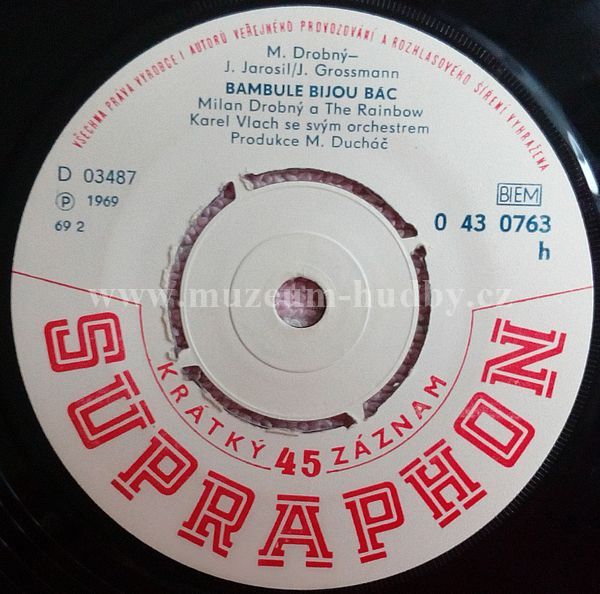 VŠECHNA PRÁVA VÝROBCE I AUTORŮ VEŘEJNÉHO PROVOZOVÁNÍ A ROZHLASOVÉHO ŠÍŘENÍ VYHRAŽENA
M. Drobný–
J. Jarosil/J. Grossmann
BAMBULE BIJOU BÁC
Milan Drobný a The Rainbow
Karel Vlach se svým orchestrem
Produkce M. Ducháč
D 03487
Ⓟ 1969
69 2
BIEM
0 43 0763
h
www.muzeum-hudby.cz
KRÁTKÝ 45 ZÁZNAM
SUPRAPHON